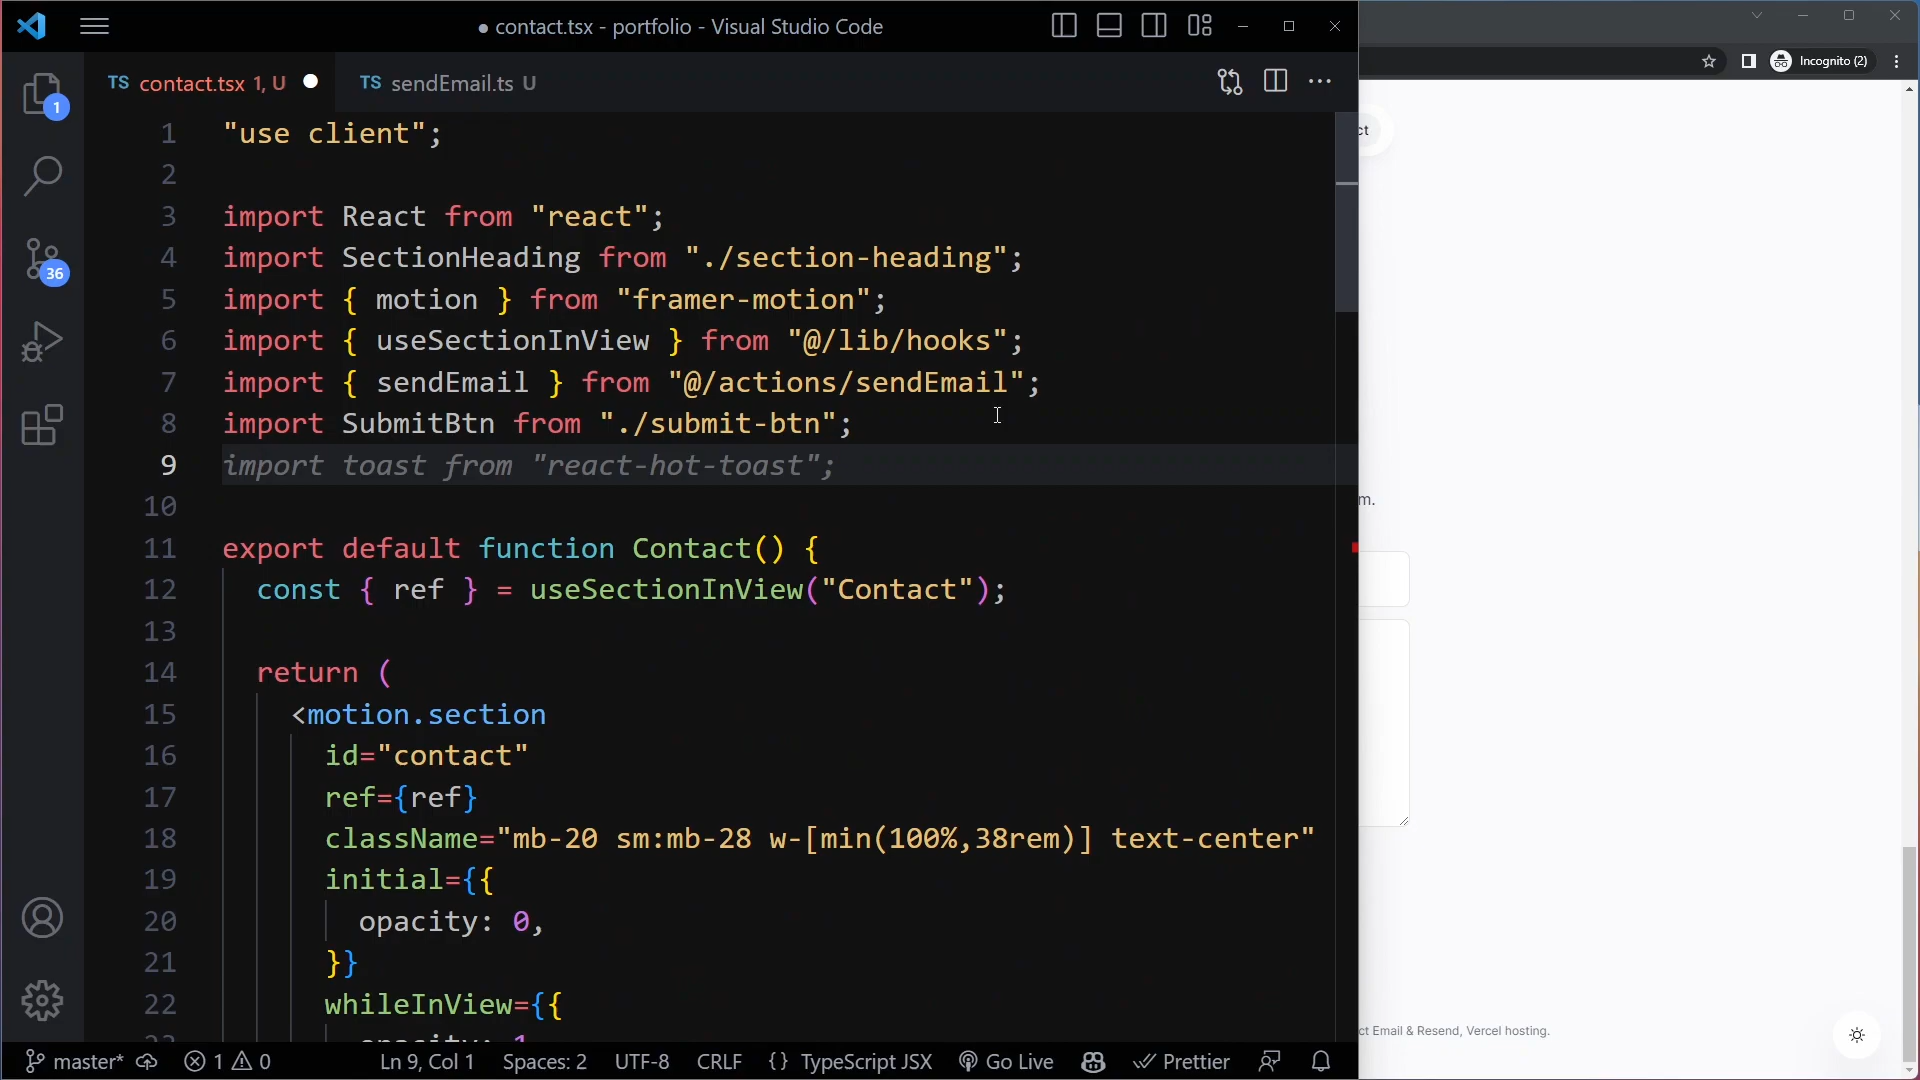 ● contact.tsx - portfolio - Visual Studio Code
TS contact.tsx 1, U ●
TS sendEmail.ts U
Incognito (2)
1
36
1 "use client";
2
3 import React from "react";
4 import SectionHeading from "./section-heading";
5 import { motion } from "framer-motion";
6 import { useSectionInView } from "@/lib/hooks";
7 import { sendEmail } from "@/actions/sendEmail";
8 import SubmitBtn from "./submit-btn";
9 import toast from "react-hot-toast";
10
11 export default function Contact() {
12 const { ref } = useSectionInView("Contact");
13
14 return (
15 <motion.section
16 id="contact"
17 ref={ref}
18 className="mb-20 sm:mb-28 w-[min(100%,38rem)] text-center"
19 initial={{
20 opacity: 0,
21 }}
22 whileInView={{
23 opacity: 1
ct
m.
ct Email & Resend, Vercel hosting.
master* 1 0 Ln 9, Col 1 Spaces: 2 UTF-8 CRLF {} TypeScript JSX Go Live Prettier